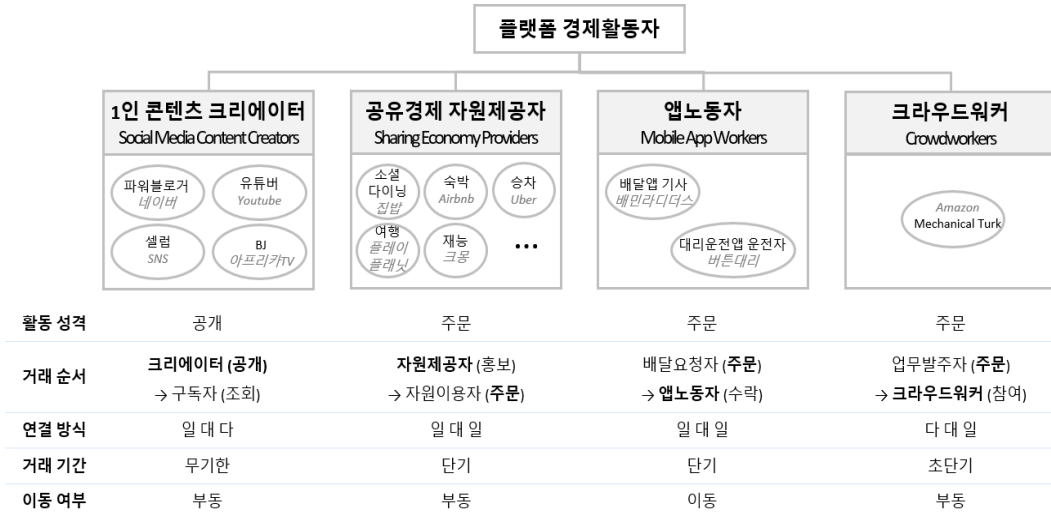 플랫폼 경제활동자
1인 콘텐츠 크리에이터
Social Media Content Creators
파워블로거
네이버
유튜버
Youtube
셀럽
SNS
BJ
아프리카TV
공유경제 자원제공자
Sharing Economy Providers
소셜
다이닝
집밥
숙박
Airbnb
승차
Uber
여행
플레이
플래닛
재능
크몽
•••
앱노동자
Mobile App Workers
배달앱 기사
배민라디더스
대리운전앱 운전자
버튼대리
크라우드워커
Crowdworkers
Amazon
Mechanical Turk
활동 성격 공개 주문 주문 주문
거래 순서
크리에이터 (공개) 자원제공자 (홍보) 배달요청자 (주문) 업무발주자 (주문)
→ 구독자 (조회) → 자원이용자 (주문) → 앱노동자 (수락) → 크라우드워커 (참여)
연결 방식 일 대 다 일 대 일 일 대 일 다 대 일
거래 기간 무기한 단기 단기 초단기
이동 여부 부동 부동 이동 부동